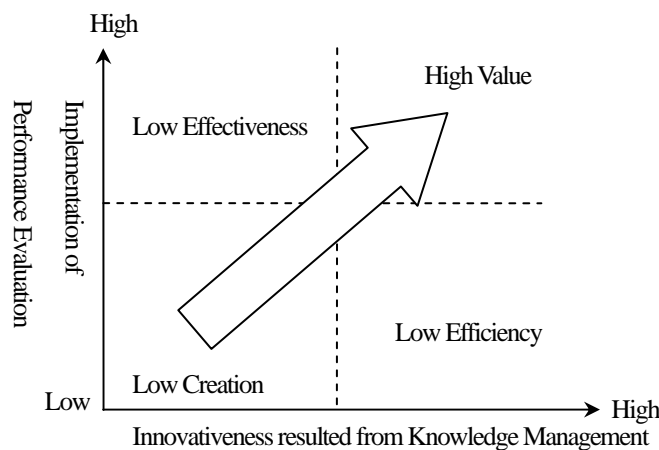 High
High Value
Implementation of
Performance Evaluation
Low Effectiveness
Low Efficiency
Low Creation
Low
High
Innovativeness resulted from Knowledge Management